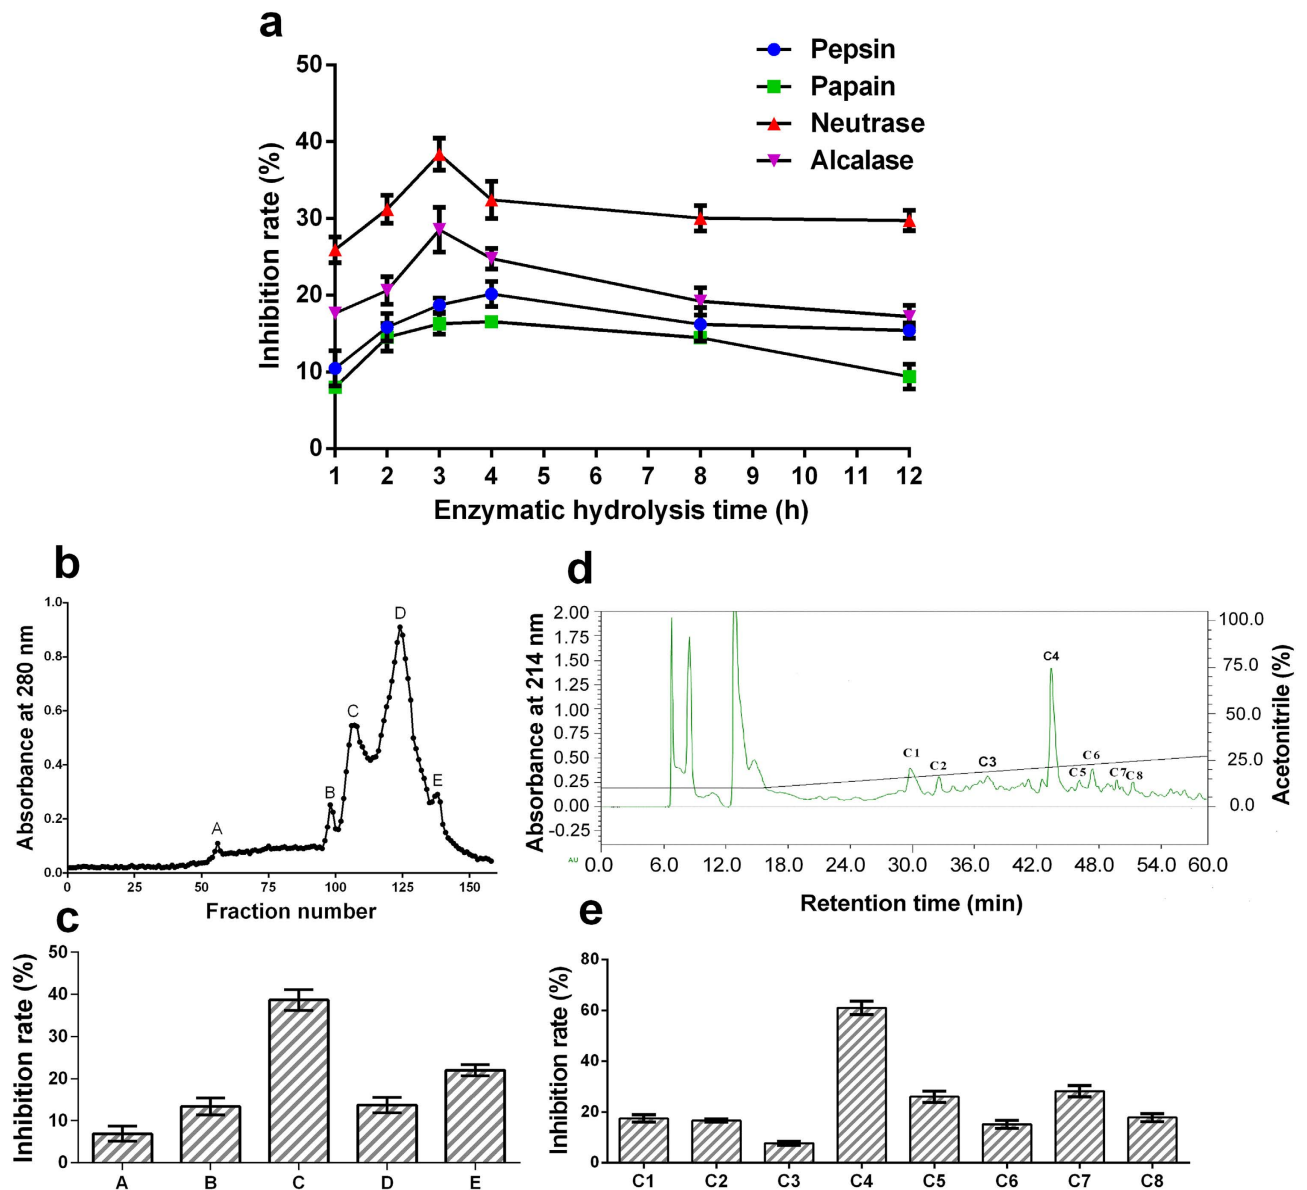 a
Pepsin
Papain
Neutrase
Alcalase
Inhibition rate (%)
50
40
30
20
10
0
1 2 3 4 5 6 7 8 9 10 11 12
Enzymatic hydrolysis time (h)
b
Absorbance at 280 nm
1.0
0.8
0.6
0.4
0.2
0.0
A
B
C
D
E
0 25 50 75 100 125 150
Fraction number
d
Absorbance at 214 nm
2.00
1.75
1.50
1.25
1.00
0.75
0.50
0.25
0.00
-0.25
AU
C1
C2
C3
C4
C5
C6
C7
C8
100.0
75.0
50.0
25.0
0.0
Acetonitrile (%)
0.0 6.0 12.0 18.0 24.0 30.0 36.0 42.0 48.0 54.0 60.0
Retention time (min)
c
Inhibition rate (%)
50
40
30
20
10
0
A B C D E
e
Inhibition rate (%)
80
60
40
20
0
C1 C2 C3 C4 C5 C6 C7 C8